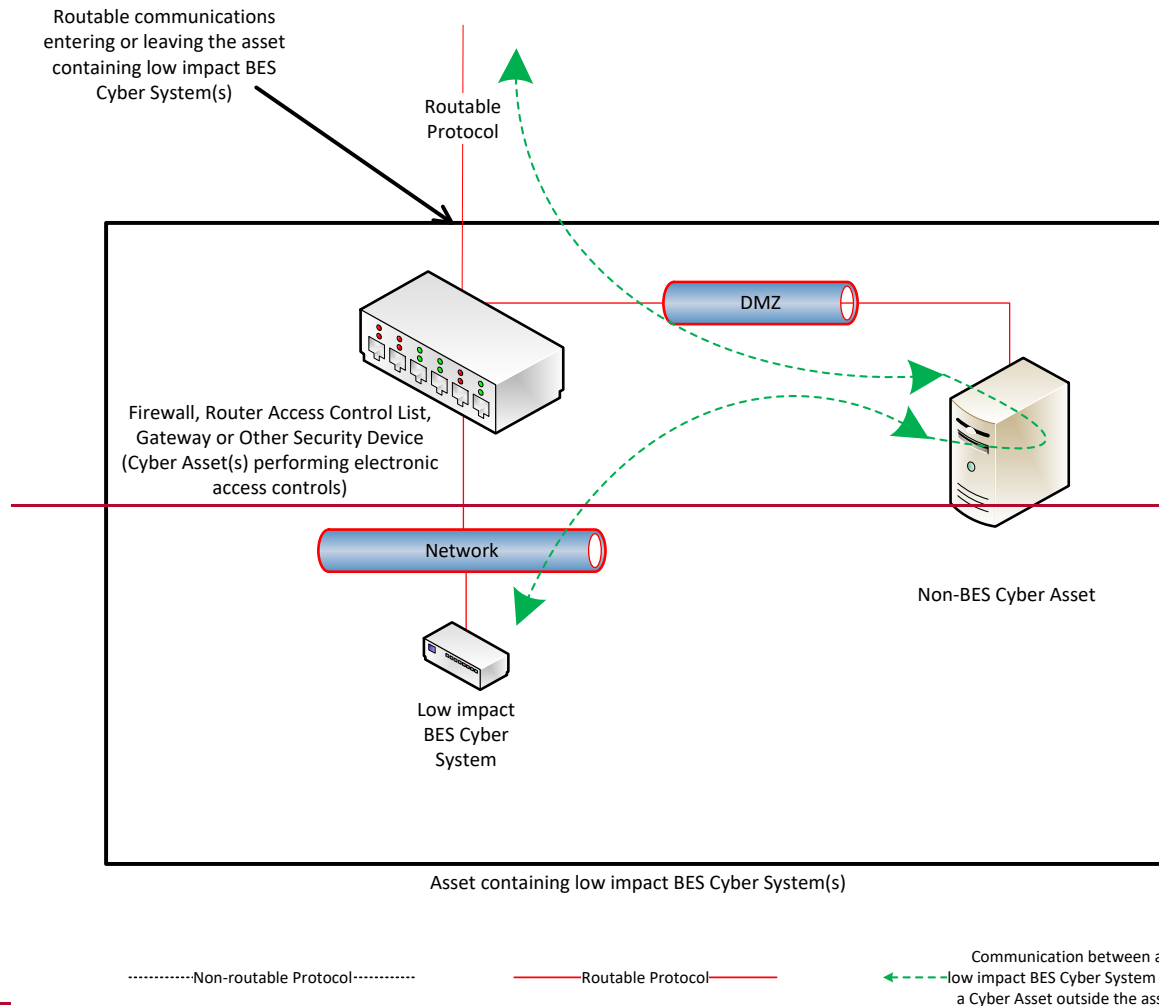 Routable communications
entering or leaving the asset
containing low impact BES
Cyber System(s)
Routable
Protocol
DMZ
Firewall, Router Access Control List,
Gateway or Other Security Device
(Cyber Asset(s) performing electronic
access controls)
Network
Non-BES Cyber Asset
Low impact
BES Cyber
System
Asset containing low impact BES Cyber System(s)
Non-routable Protocol
Routable Protocol
Communication between
low impact BES Cyber System
a Cyber Asset outside the